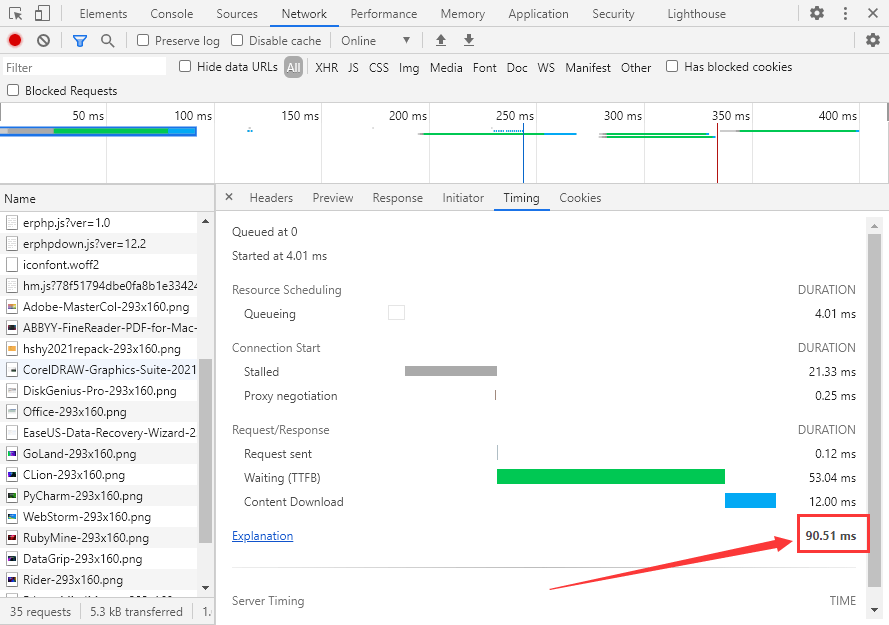 Elements Console Sources Network Performance Memory Application Security Lighthouse
Preserve log Disable cache Online
Filter Hide data URLs All XHR JS CSS Img Media Font Doc WS Manifest Other Has blocked cookies
Blocked Requests
50 ms 100 ms 150 ms 200 ms 250 ms 300 ms 350 ms 400 ms
Name
erphp.js?ver=1.0
erphpdown.js?ver=12.2
iconfont.woff2
hm.js?78f51794dbe0fa8b1e33424
Adobe-MasterCol-293x160.png
ABBYY-FineReader-PDF-for-Mac-
hshy2021repack-293x160.png
CorelDRAW-Graphics-Suite-2021
DiskGenius-Pro-293x160.png
Office-293x160.png
EaseUS-Data-Recovery-Wizard-2
GoLand-293x160.png
CLion-293x160.png
PyCharm-293x160.png
WebStorm-293x160.png
RubyMine-293x160.png
DataGrip-293x160.png
Rider-293x160.png
35 requests 5.3 kB transferred 1.
× Headers Preview Response Initiator Timing Cookies
Queued at 0
Started at 4.01 ms
Resource Scheduling DURATION
Queueing 4.01 ms
Connection Start DURATION
Stalled 21.33 ms
Proxy negotiation 0.25 ms
Request/Response DURATION
Request sent 0.12 ms
Waiting (TTFB) 53.04 ms
Content Download 12.00 ms
Explanation 90.51 ms
Server Timing TIME